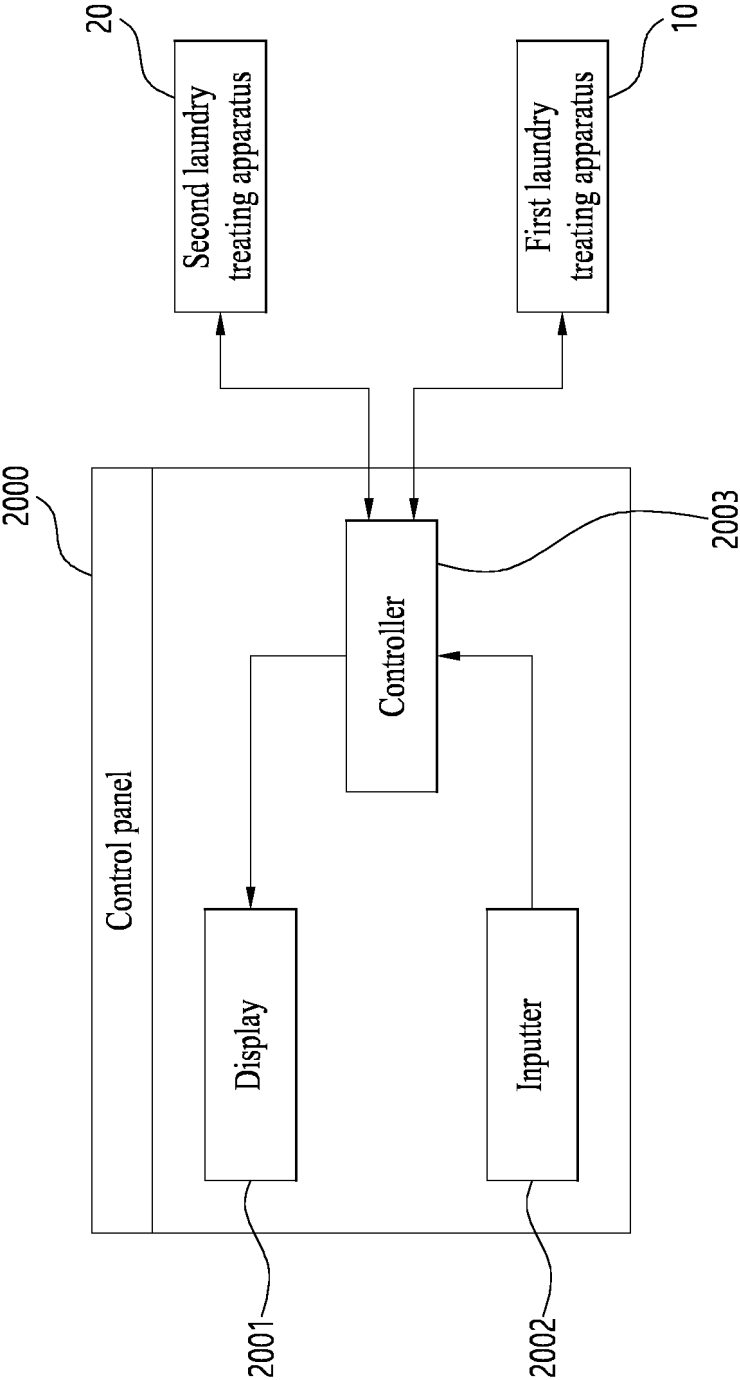 2000
Control panel
2001
Display
2002
Inputter
Controller
2003
20
Second laundry
treating apparatus
10
First laundry
treating apparatus